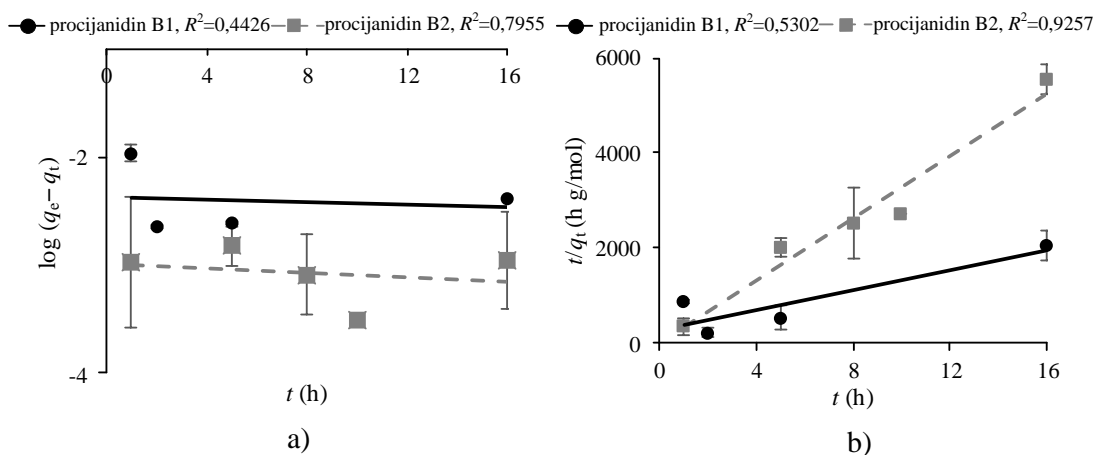 procijanidin B1, R²=0,4426 procijanidin B2, R²=0,7955
0 4 8 12 16
-2
-4
log (qₑ– qₜ)
t (h)
a)
procijanidin B1, R²=0,5302 procijanidin B2, R²=0,9257
6000
4000
2000
0
0 4 8 12 16
t/qₜ (h g/mol)
t (h)
b)